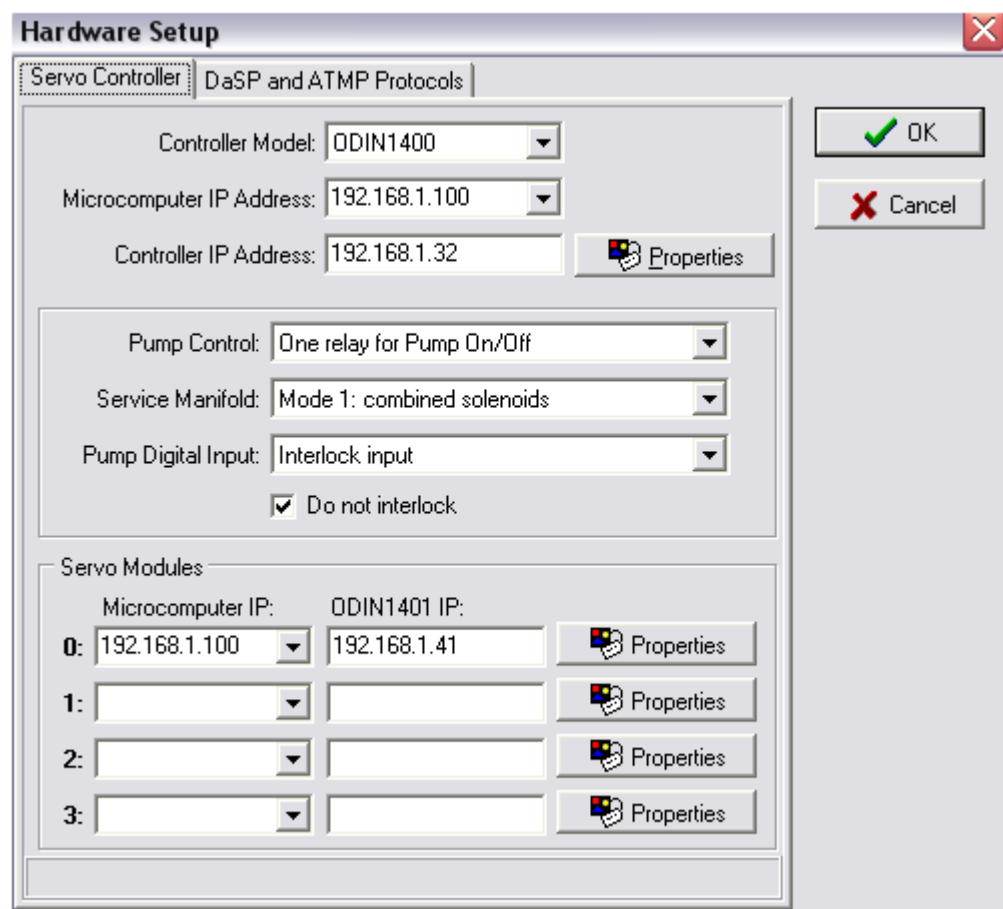 Hardware Setup
Servo Controller DaSP and ATMP Protocols
Controller Model: ODIN1400
OK
Microcomputer IP Address: 192.168.1.100
Cancel
Controller IP Address: 192.168.1.32 Properties
Pump Control: One relay for Pump On/Off
Service Manifold: Mode 1: combined solenoids
Pump Digital Input: Interlock input
Do not interlock
Servo Modules
Microcomputer IP: ODIN1401 IP:
0: 192.168.1.100 192.168.1.41 Properties
1: Properties
2: Properties
3: Properties